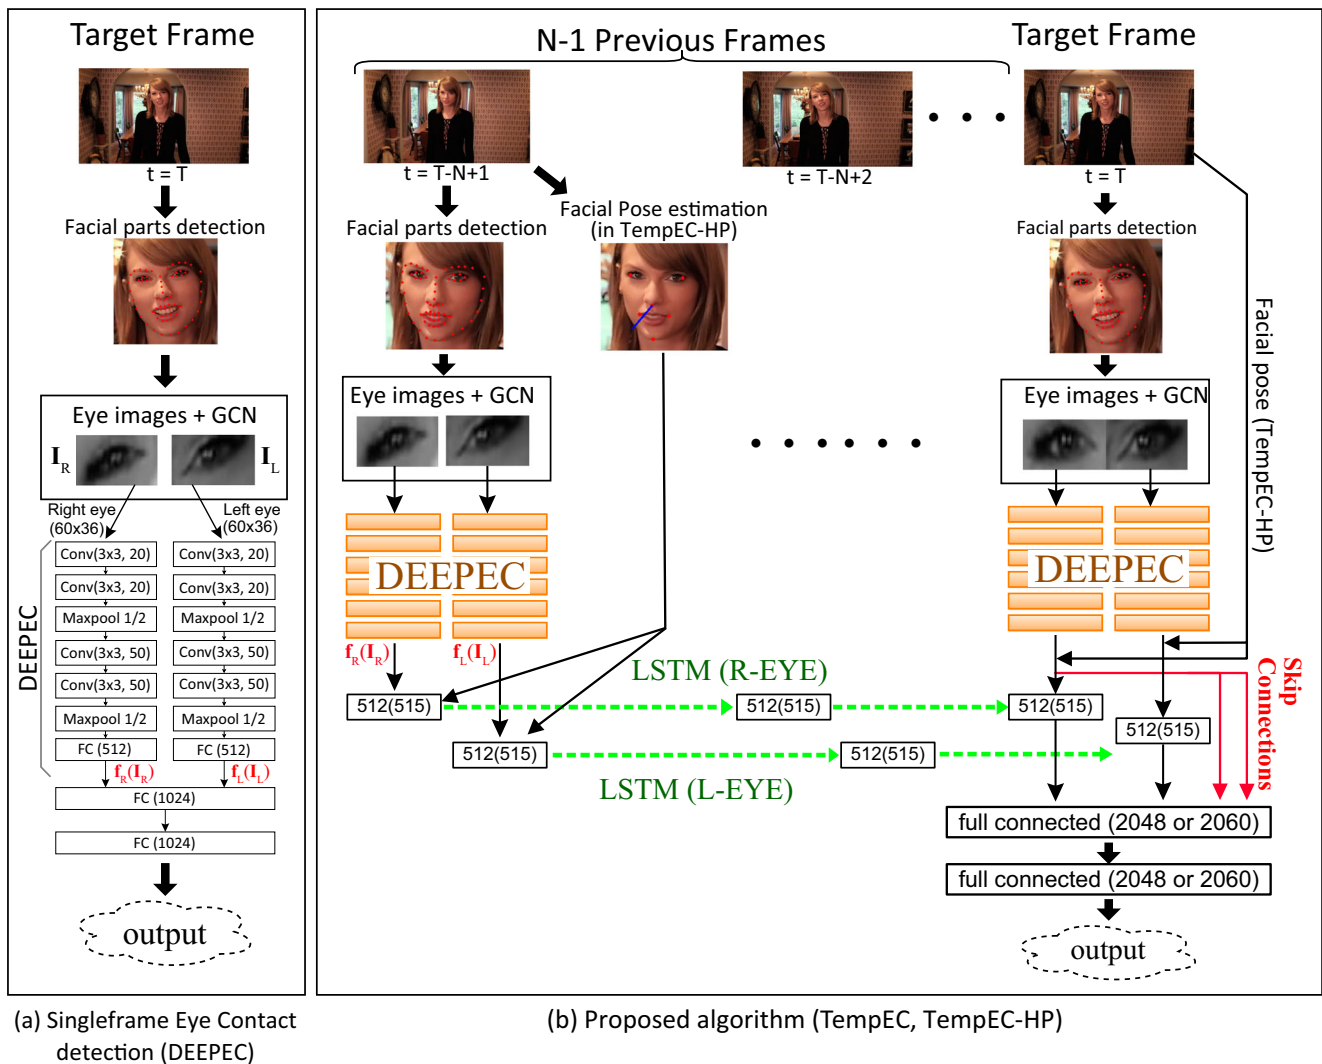 Target Frame
t = T
Facial parts detection
Eye images + GCN
I_R
I_L
Right eye
(60x36)
Left eye
(60x36)
DEEPEC
Conv(3x3, 20)
Conv(3x3, 20)
Conv(3x3, 20)
Conv(3x3, 20)
Maxpool 1/2
Maxpool 1/2
Conv(3x3, 50)
Conv(3x3, 50)
Conv(3x3, 50)
Conv(3x3, 50)
Maxpool 1/2
Maxpool 1/2
FC (512)
FC (512)
f_R(I_R)
f_L(I_L)
FC (1024)
FC (1024)
output
(a) Singleframe Eye Contact
detection (DEEPEC)
N-1 Previous Frames
Target Frame
t = T-N+1
t = T-N+2
t = T
Facial parts detection
Facial Pose estimation
(in TempEC-HP)
Facial parts detection
Facial pose (TempEC-HP)
Eye images + GCN
Eye images + GCN
DEEPEC
DEEPEC
f_R(I_R)
f_L(I_L)
LSTM (R-EYE)
512(515)
512(515)
512(515)
512(515)
512(515)
512(515)
LSTM (L-EYE)
Skip
Connections
full connected (2048 or 2060)
full connected (2048 or 2060)
output
(b) Proposed algorithm (TempEC, TempEC-HP)